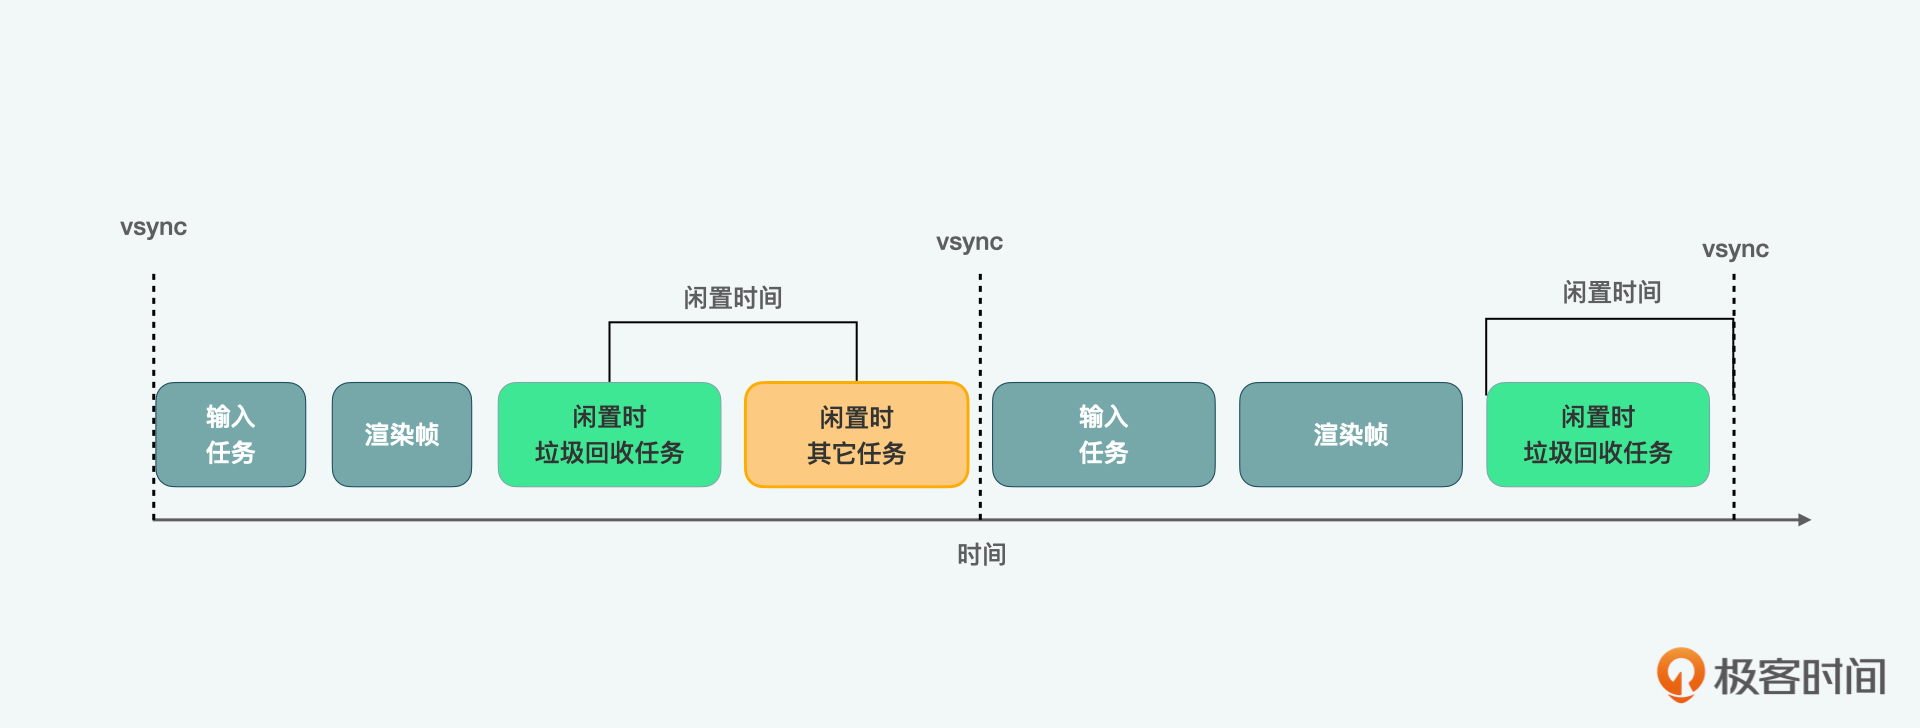 vsync
vsync
vsync
闲置时间
闲置时间
输入
任务
渲染帧
闲置时
垃圾回收任务
闲置时
其它任务
输入
任务
渲染帧
闲置时
垃圾回收任务
时间
极客时间